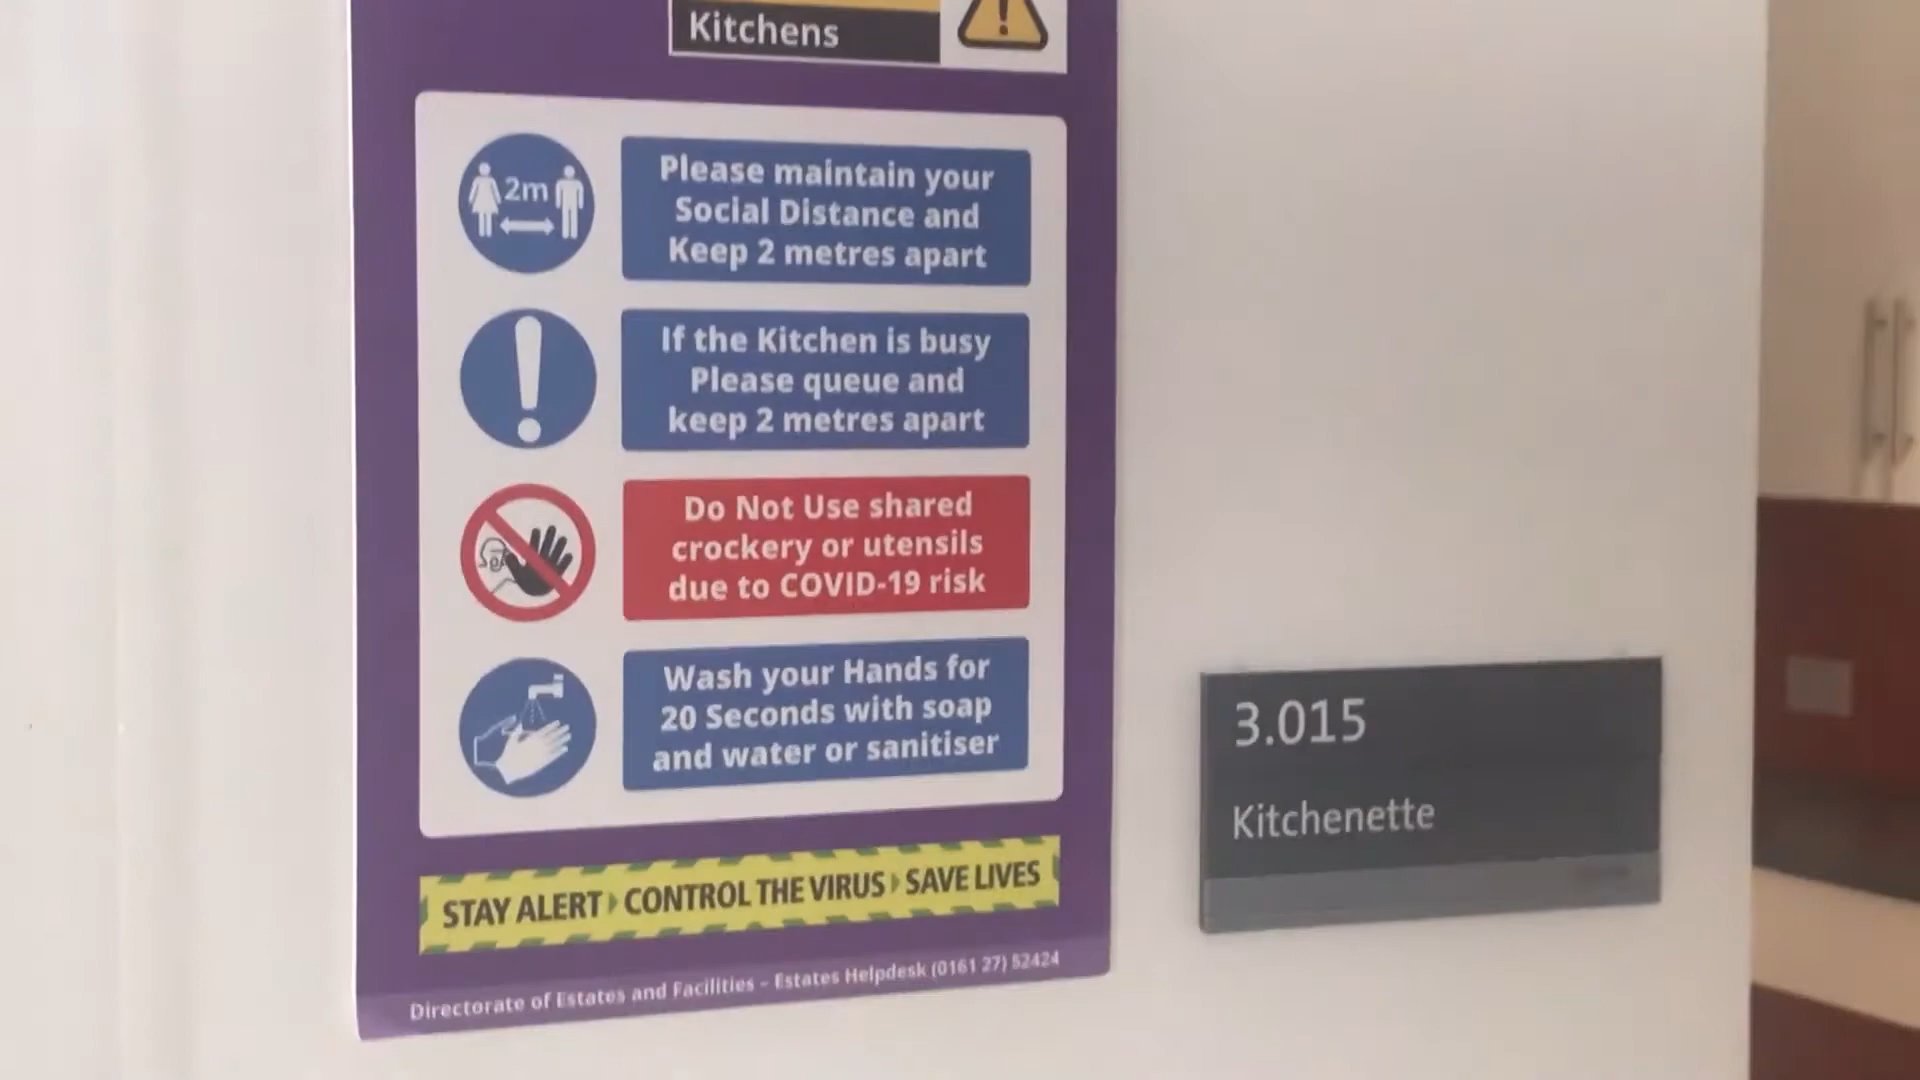 Kitchens
2m
Please maintain your
Social Distance and
Keep 2 metres apart
If the Kitchen is busy
Please queue and
keep 2 metres apart
Do Not Use shared
crockery or utensils
due to COVID-19 risk
Wash your Hands for
20 Seconds with soap
and water or sanitiser
STAY ALERT CONTROL THE VIRUS SAVE LIVES
Directorate of Estates and Facilities – Estates Helpdesk (0161 27) 52424
3.015
Kitchenette